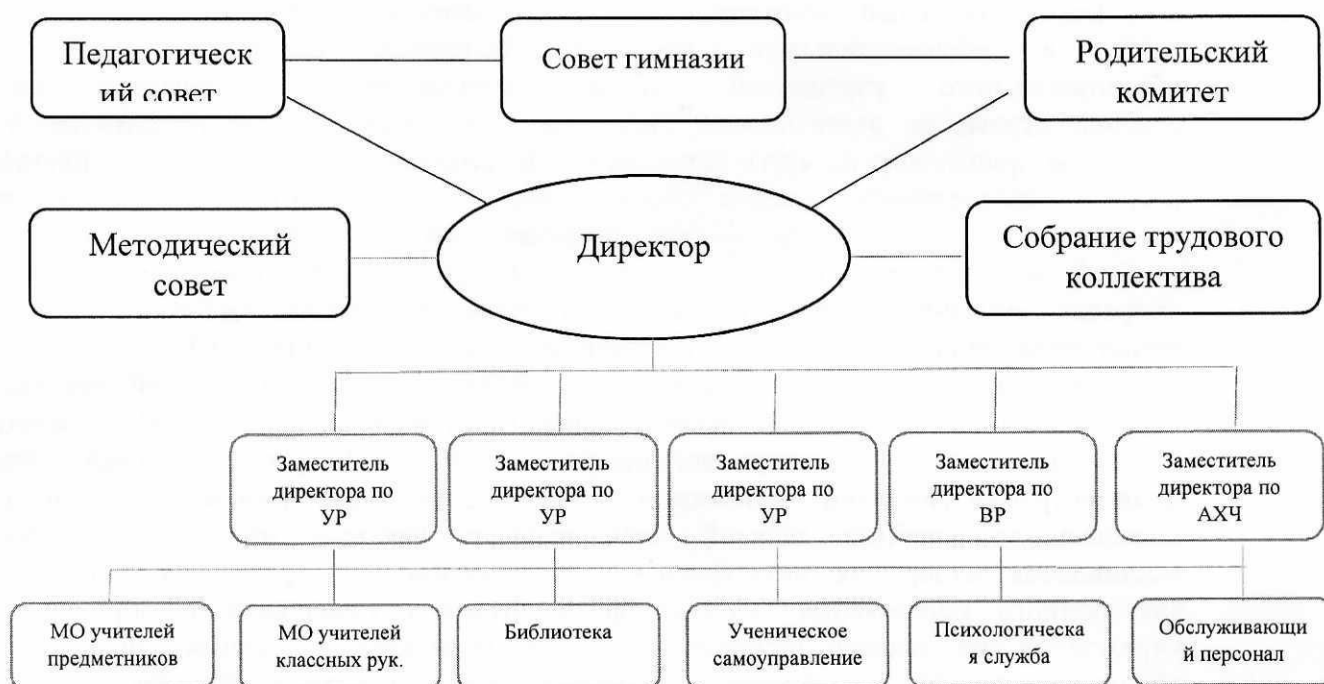 Педагогическ
ий совет
Совет гимназии
Родительский
комитет
Методический
совет
Директор
Собрание трудового
коллектива
Заместитель
директора по
УР
Заместитель
директора по
УР
Заместитель
директора по
УР
Заместитель
директора по
ВР
Заместитель
директора по
АХЧ
МО учителей
предметников
МО учителей
классных рук.
Библиотека
Ученическое
самоуправление
Психологическа
я служба
Обслуживающи
й персонал